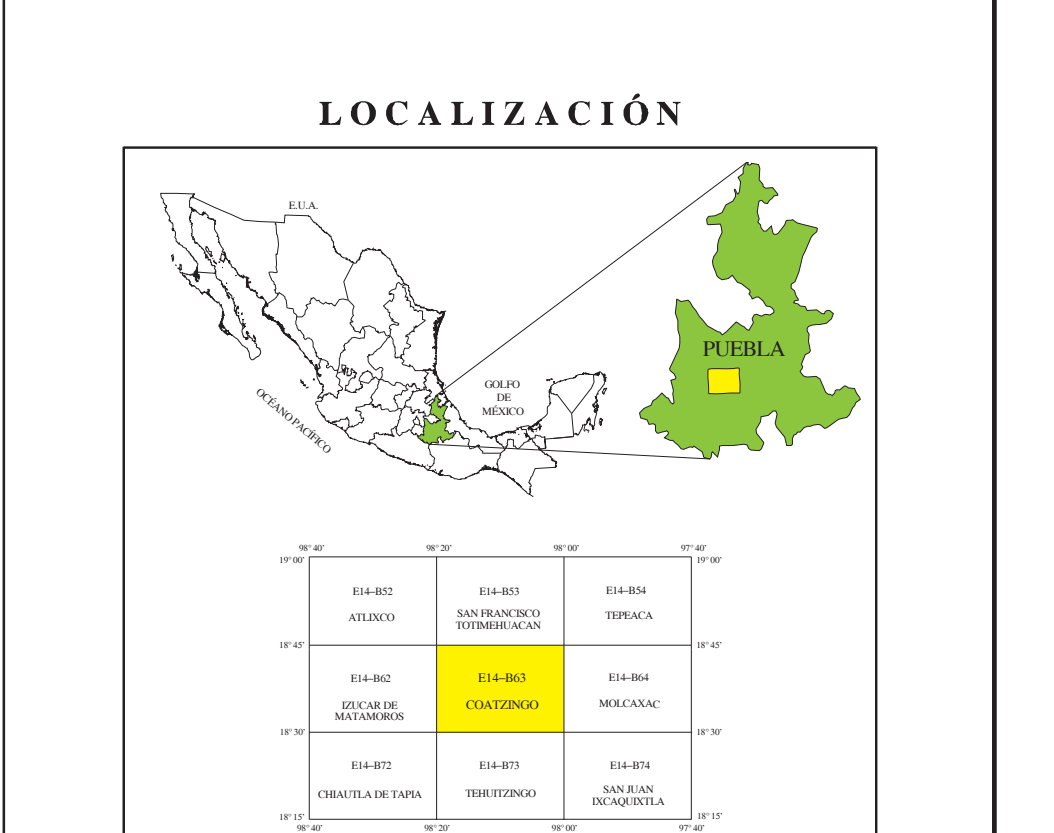 LOCALIZACIÓN
E.U.A.
PUEBLA
GOLFO
DE
MÉXICO
OCÉANO PACÍFICO
98°40' 98°20' 98°00' 97°40'
19°00' 19°00'
E14–B52 E14–B53 E14–B54
ATLIXCO SAN FRANCISCO TOTIMEHUACAN TEPEACA
18°45' 18°45'
E14–B62 E14–B63 E14–B64
IZUCAR DE MATAMOROS COATZINGO MOLCAXAC
18°30' 18°30'
E14–B72 E14–B73 E14–B74
CHIAUTLA DE TAPIA TEHUITZINGO SAN JUAN IXCAQUIXTLA
18°15' 18°15'
98°40' 98°20' 98°00' 97°40'